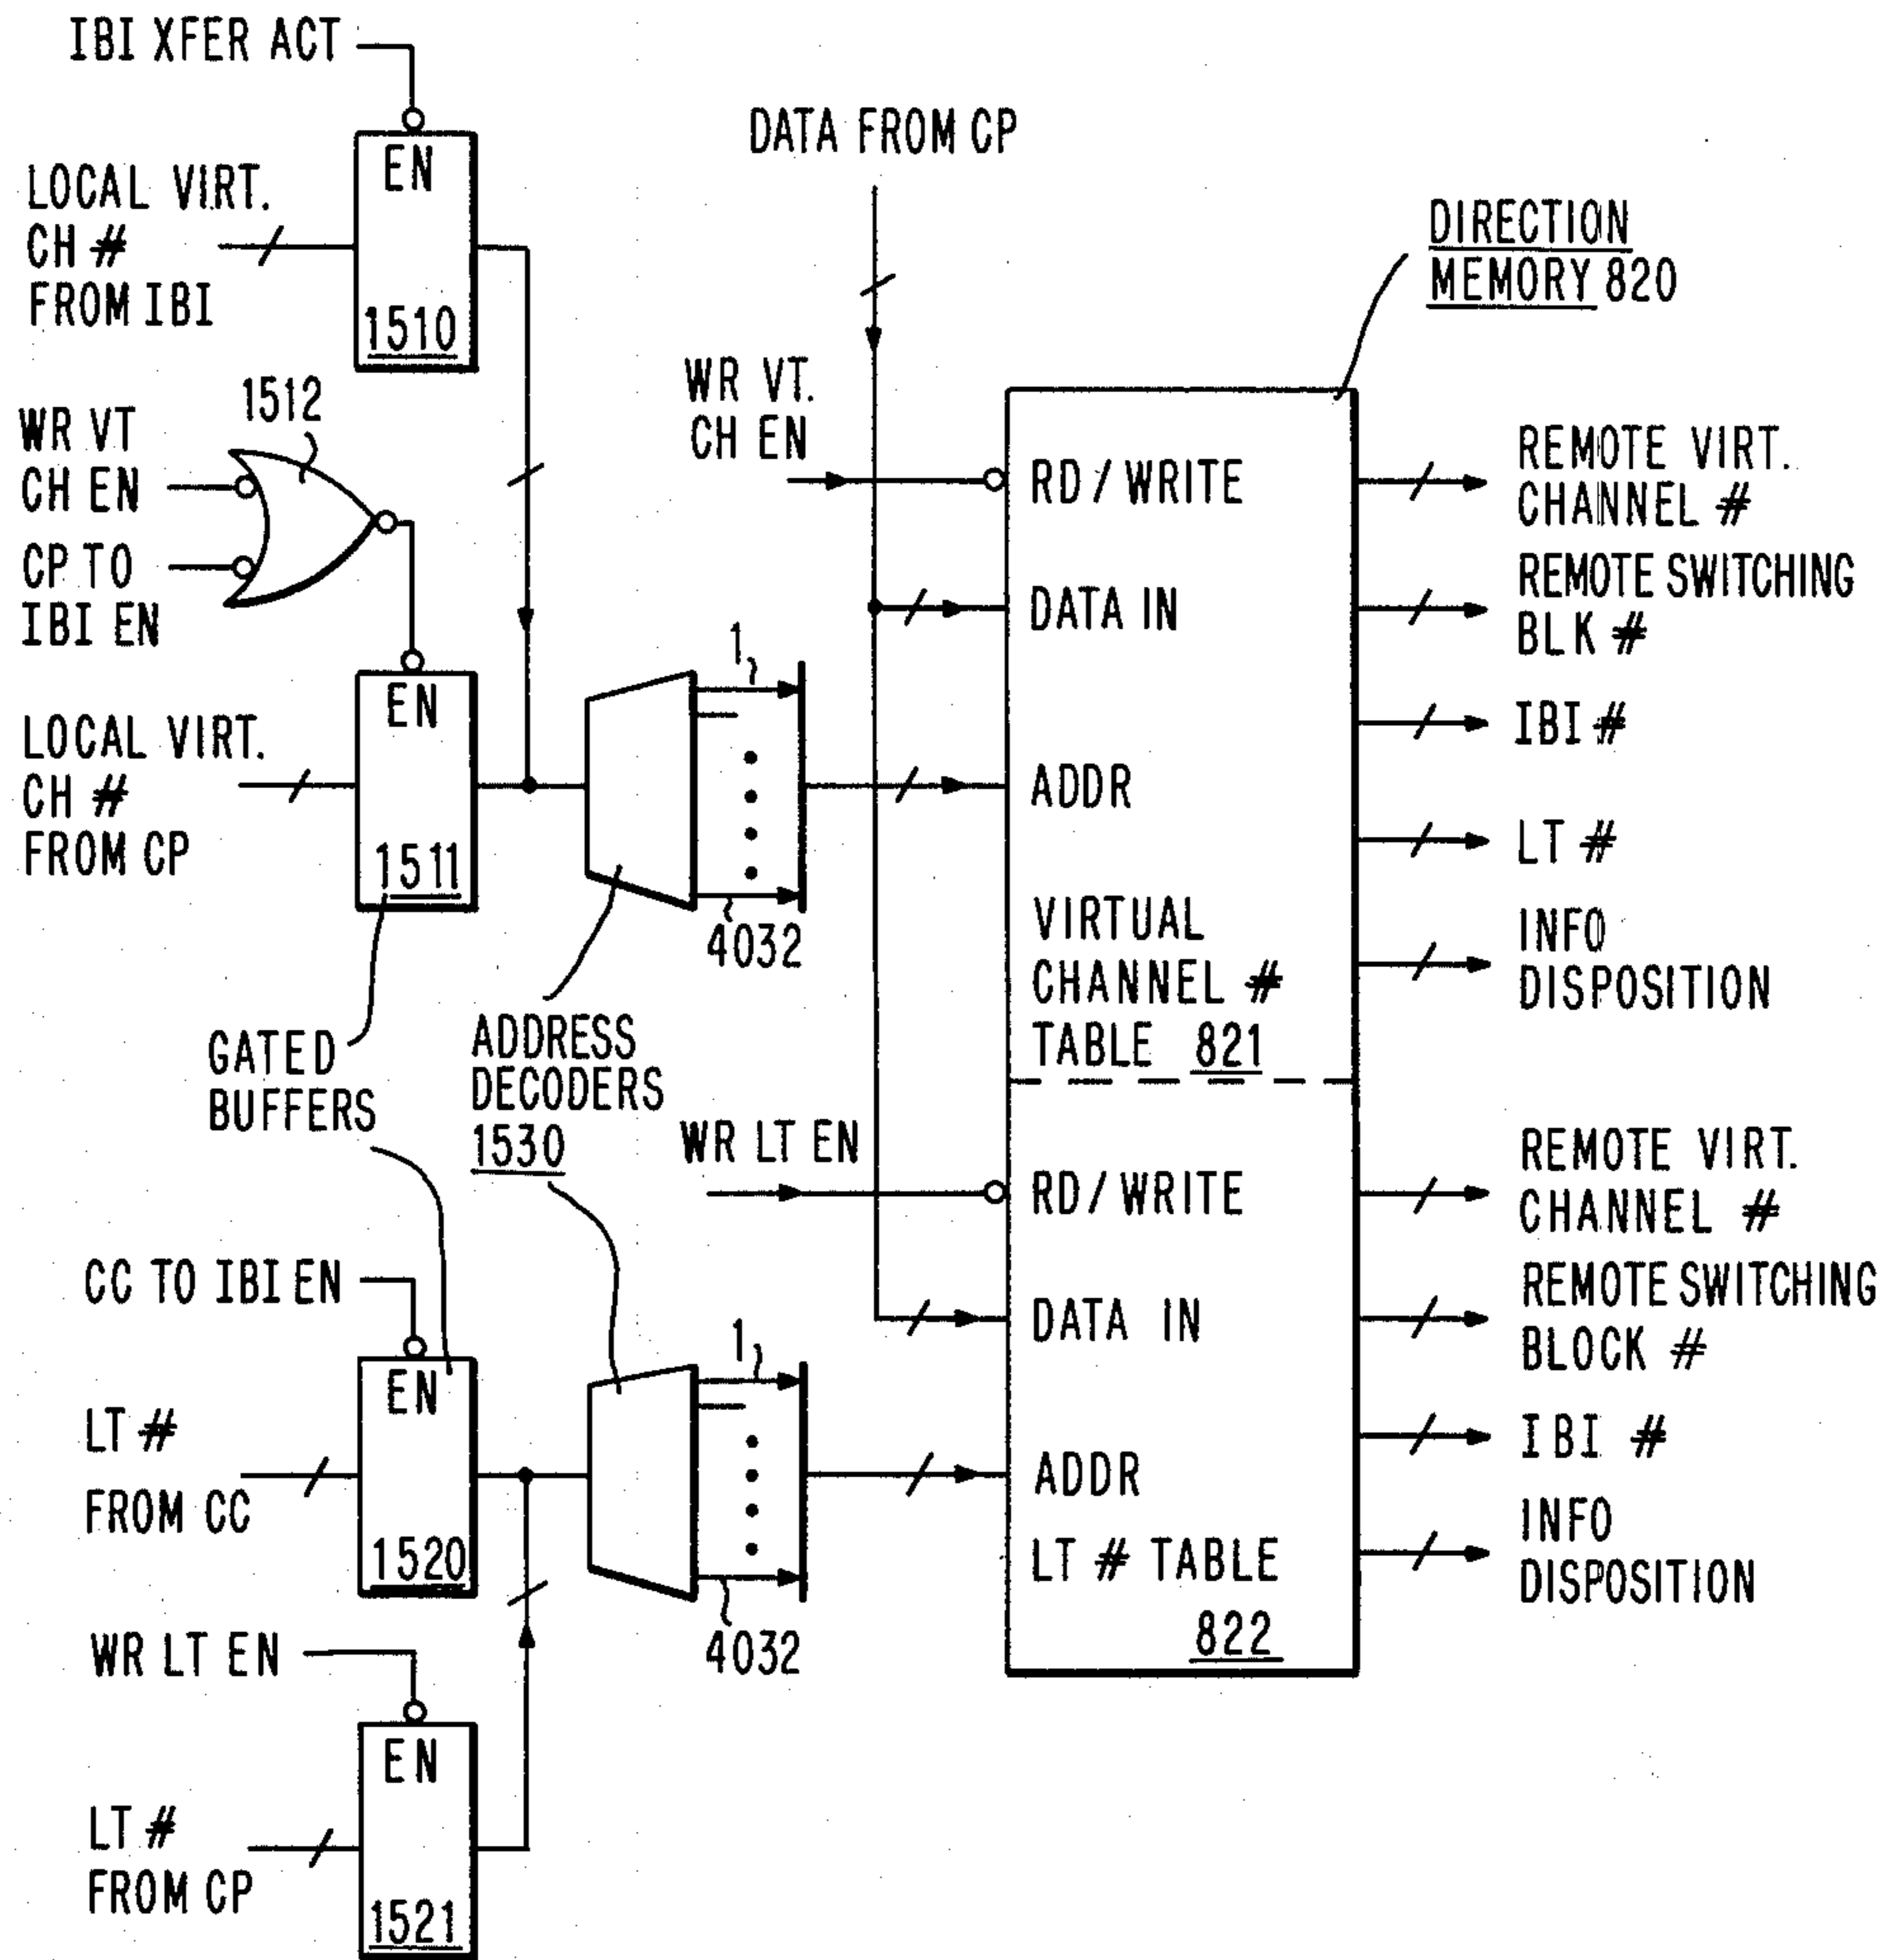 IBI XFER ACT
EN
LOCAL VIRT.
CH #
FROM IBI
1510
1512
WR VT
CH EN
CP TO
IBI EN
EN
LOCAL VIRT.
CH #
FROM CP
1511
GATED
BUFFERS
ADDRESS
DECODERS
1530
1
4032
DATA FROM CP
WR VT.
CH EN
DIRECTION
MEMORY 820
RD/WRITE
DATA IN
ADDR
VIRTUAL
CHANNEL #
TABLE 821
REMOTE VIRT.
CHANNEL #
REMOTE SWITCHING
BLK #
IBI #
LT #
INFO
DISPOSITION
CC TO IBI EN
EN
LT #
FROM CC
1520
WR LT EN
EN
LT #
FROM CP
1521
1
4032
WR LT EN
RD/WRITE
DATA IN
ADDR
LT # TABLE
822
REMOTE VIRT.
CHANNEL #
REMOTE SWITCHING
BLOCK #
IBI #
INFO
DISPOSITION